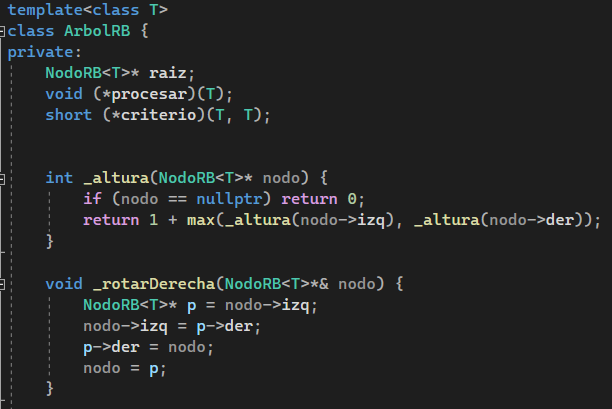 template<class T>
class ArbolRB {
private:
    NodoRB<T>* raiz;
    void (*procesar)(T);
    short (*criterio)(T, T);
    int _altura(NodoRB<T>* nodo) {
        if (nodo == nullptr) return 0;
        return 1 + max(_altura(nodo->izq), _altura(nodo->der));
    }
    void _rotarDerecha(NodoRB<T>*& nodo) {
        NodoRB<T>* p = nodo->izq;
        nodo->izq = p->der;
        p->der = nodo;
        nodo = p;
    }